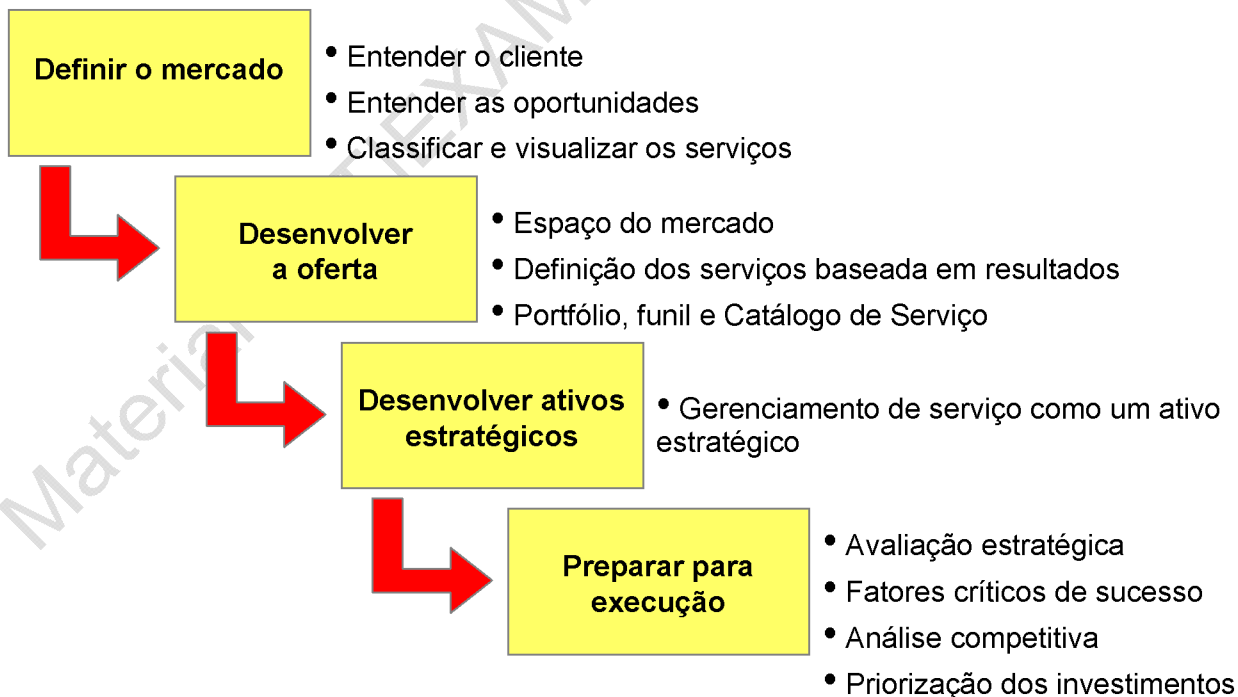 Definir o mercado
• Entender o cliente
• Entender as oportunidades
• Classificar e visualizar os serviços
Desenvolver
a oferta
• Espaço do mercado
• Definição dos serviços baseada em resultados
• Portfólio, funil e Catálogo de Serviço
Desenvolver ativos
estratégicos
• Gerenciamento de serviço como um ativo
estratégico
Preparar para
execução
• Avaliação estratégica
• Fatores críticos de sucesso
• Análise competitiva
• Priorização dos investimentos